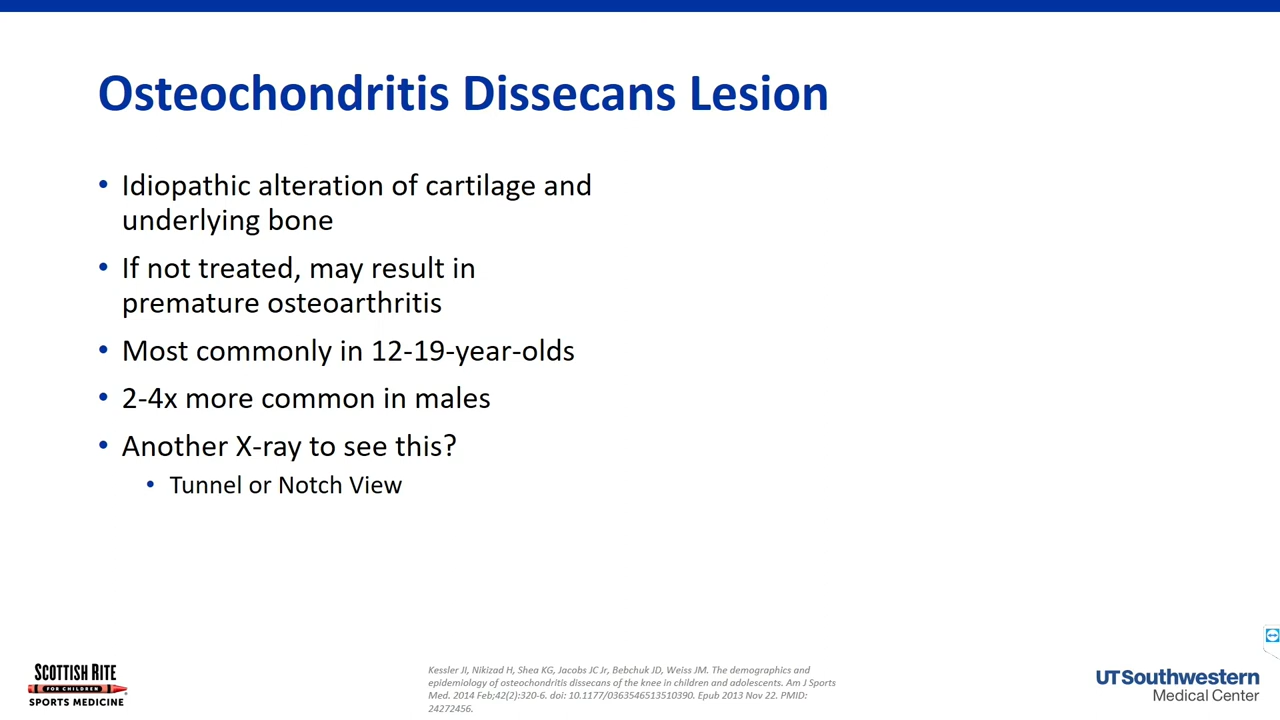 Osteochondritis Dissecans Lesion
• Idiopathic alteration of cartilage and
underlying bone
• If not treated, may result in
premature osteoarthritis
• Most commonly in 12-19-year-olds
• 2-4x more common in males
• Another X-ray to see this?
• Tunnel or Notch View
SCOTTISH RITE
FOR CHILDREN
SPORTS MEDICINE
Kessler JI, Nikizad H, Shea KG, Jacobs JC Jr, Bebchuk JD, Weiss JM. The demographics and
epidemiology of osteochondritis dissecans of the knee in children and adolescents. Am J Sports
Med. 2014 Feb;42(2):320-6. doi: 10.1177/0363546513510390. Epub 2013 Nov 22. PMID:
24272456.
UTSouthwestern
Medical Center